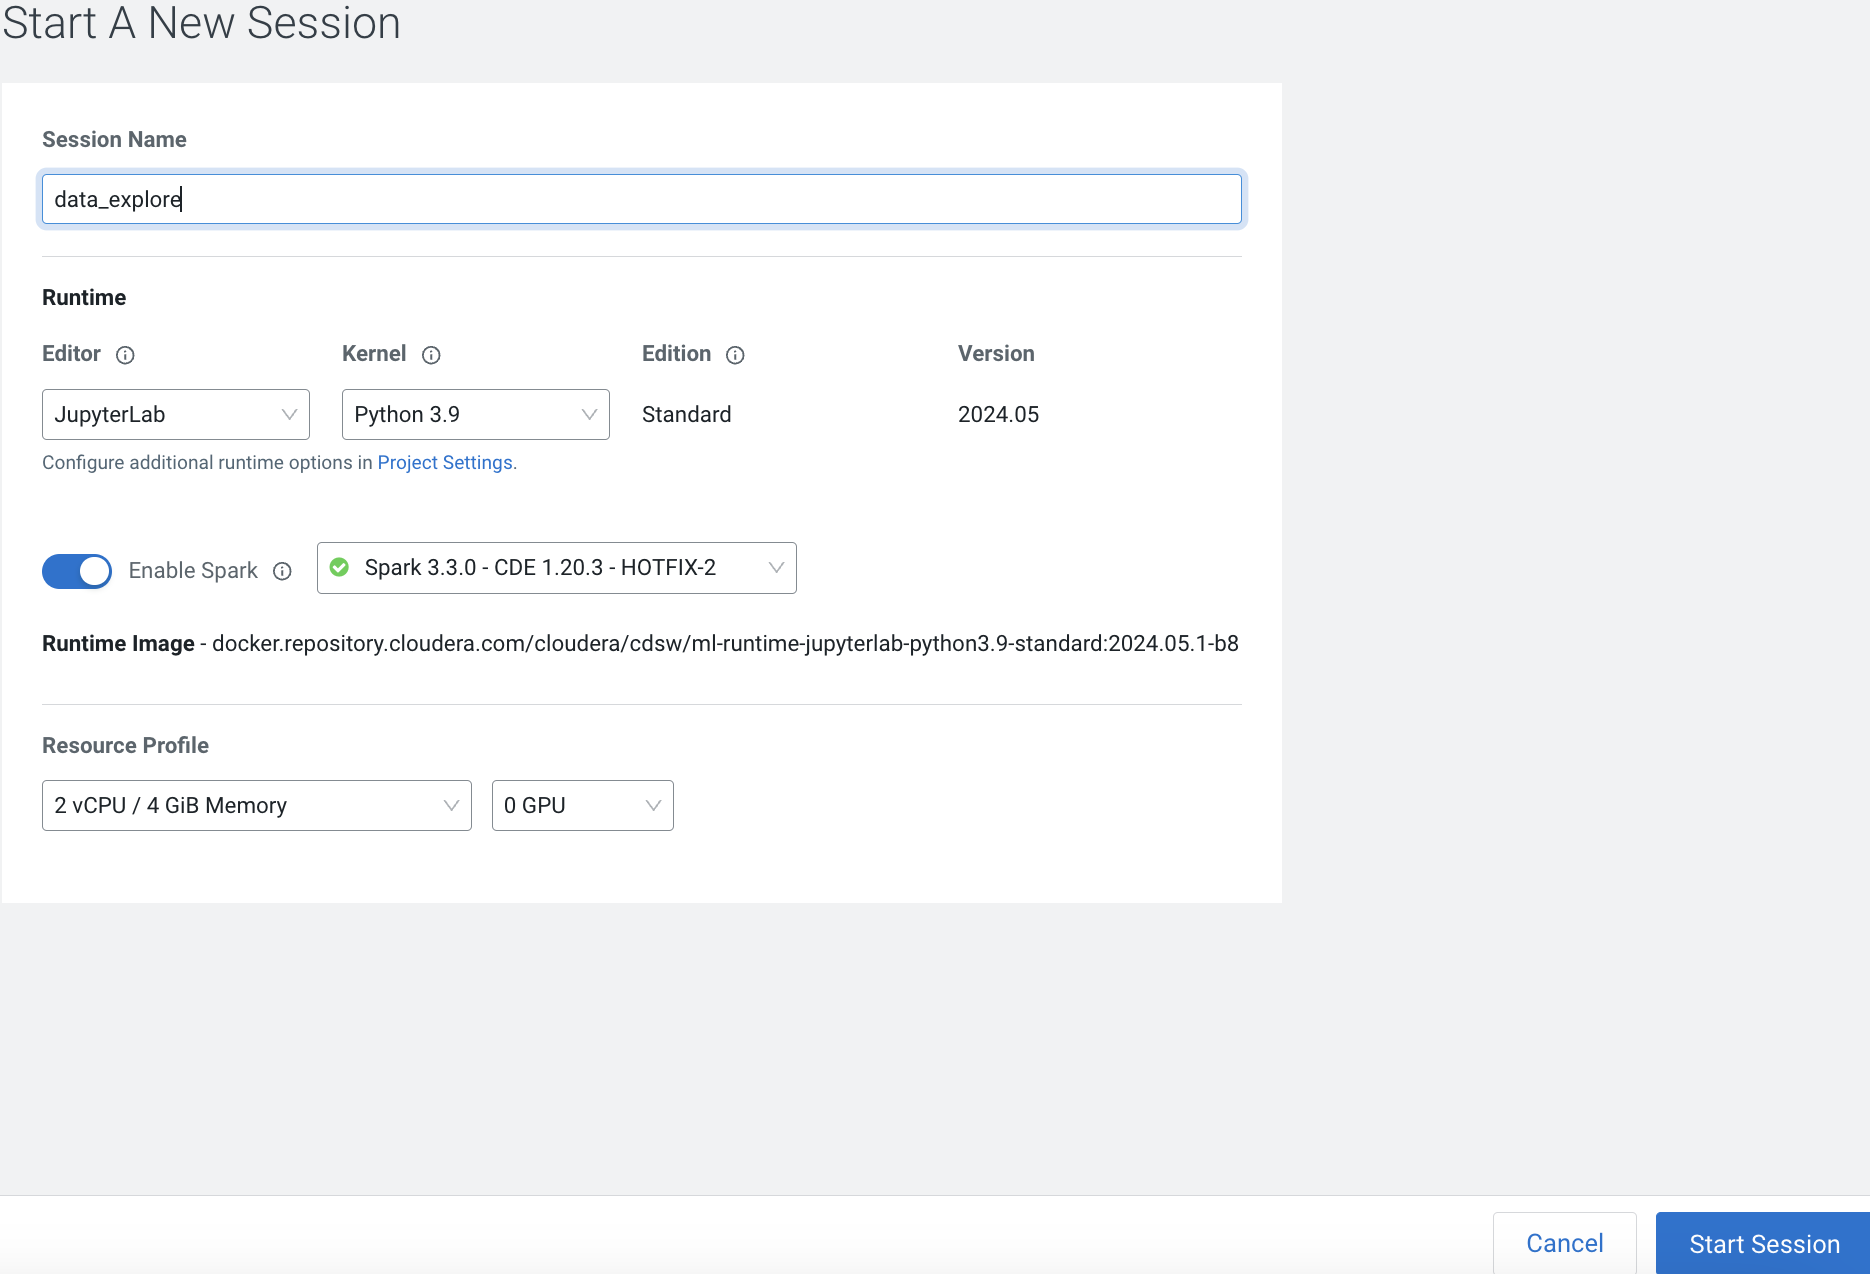 Start A New Session
Session Name
data_explore
Runtime
Editor Kernel Edition Version
JupyterLab Python 3.9 Standard 2024.05
Configure additional runtime options in Project Settings.
Enable Spark Spark 3.3.0 - CDE 1.20.3 - HOTFIX-2
Runtime Image - docker.repository.cloudera.com/cloudera/cdsw/ml-runtime-jupyterlab-python3.9-standard:2024.05.1-b8
Resource Profile
2 vCPU / 4 GiB Memory 0 GPU
Cancel Start Session